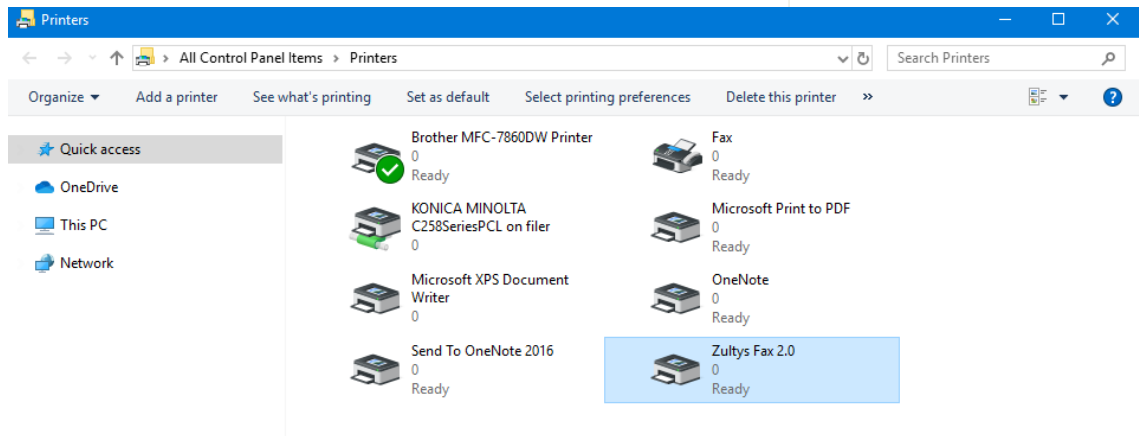 Printers
All Control Panel Items > Printers
Search Printers
Organize Add a printer See what's printing Set as default Select printing preferences Delete this printer »
Quick access
OneDrive
This PC
Network
Brother MFC-7860DW Printer
0
Ready
Fax
0
Ready
KONICA MINOLTA
C258SeriesPCL on filer
0
Microsoft Print to PDF
0
Ready
Microsoft XPS Document
Writer
0
OneNote
0
Ready
Send To OneNote 2016
0
Ready
Zultys Fax 2.0
0
Ready